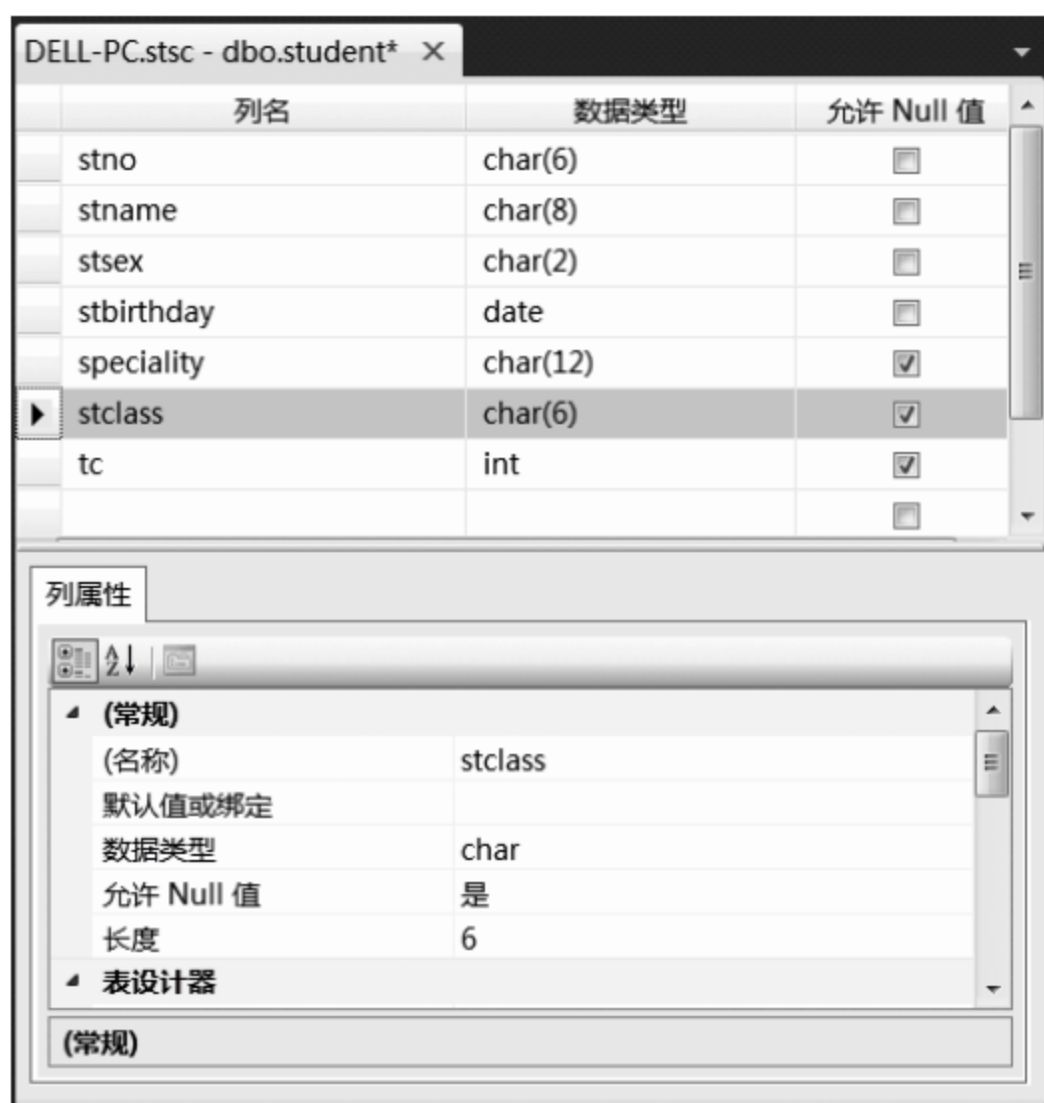 DELL-PC.stsc - dbo.student* ×
列名 数据类型 允许 Null 值
stno char(6)
stname char(8)
stsex char(2)
stbirthday date
speciality char(12)
stclass char(6)
tc int
列属性
(常规)
(名称) stclass
默认值或绑定
数据类型 char
允许 Null 值 是
长度 6
表设计器
(常规)